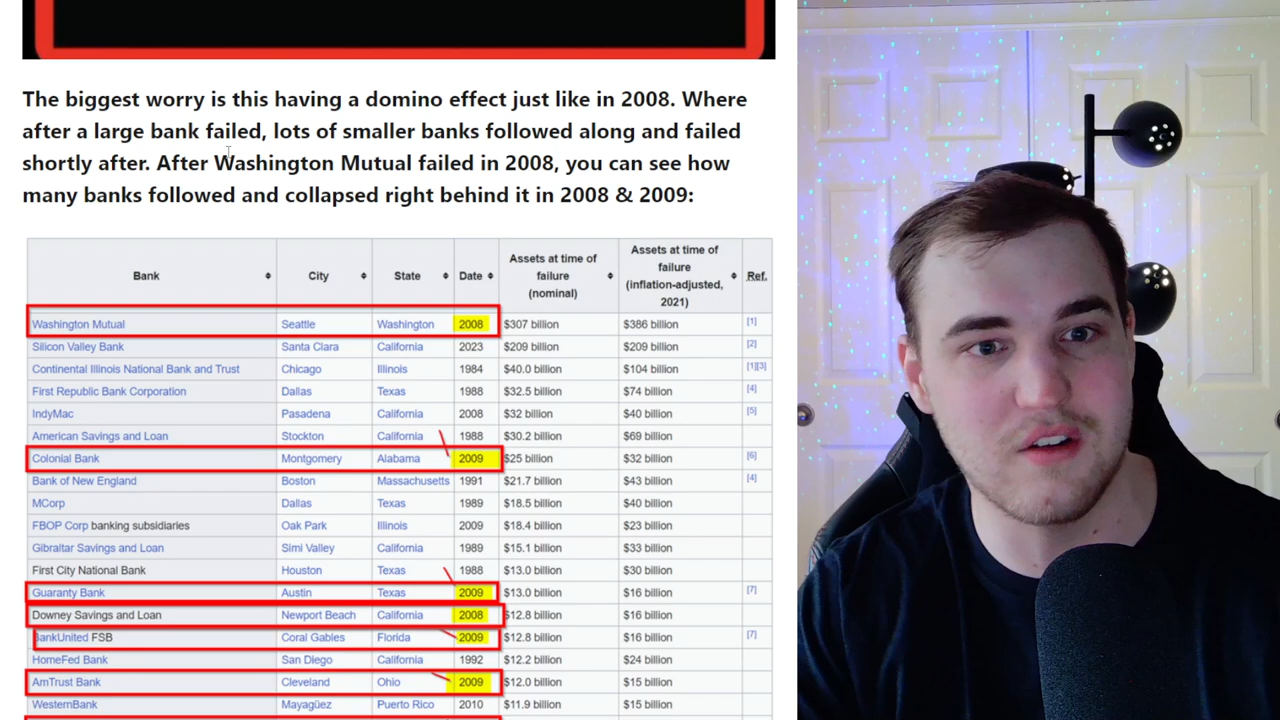 The biggest worry is this having a domino effect just like in 2008. Where
after a large bank failed, lots of smaller banks followed along and failed
shortly after. After Washington Mutual failed in 2008, you can see how
many banks followed and collapsed right behind it in 2008 & 2009:
Bank City State Date Assets at time of failure (nominal) Assets at time of failure (inflation-adjusted, 2021) Ref.
Washington Mutual Seattle Washington 2008 $307 billion $386 billion [1]
Silicon Valley Bank Santa Clara California 2023 $209 billion $209 billion [2]
Continental Illinois National Bank and Trust Chicago Illinois 1984 $40.0 billion $104 billion [1][3]
First Republic Bank Corporation Dallas Texas 1988 $32.5 billion $74 billion [4]
IndyMac Pasadena California 2008 $32 billion $40 billion [5]
American Savings and Loan Stockton California 1988 $30.2 billion $69 billion
Colonial Bank Montgomery Alabama 2009 $25 billion $32 billion [6]
Bank of New England Boston Massachusetts 1991 $21.7 billion $43 billion [4]
MCorp Dallas Texas 1989 $18.5 billion $40 billion
FBOP Corp banking subsidiaries Oak Park Illinois 2009 $18.4 billion $23 billion
Gibraltar Savings and Loan Simi Valley California 1989 $15.1 billion $33 billion
First City National Bank Houston Texas 1988 $13.0 billion $30 billion
Guaranty Bank Austin Texas 2009 $13.0 billion $16 billion [7]
Downey Savings and Loan Newport Beach California 2008 $12.8 billion $16 billion
BankUnited FSB Coral Gables Florida 2009 $12.8 billion $16 billion [7]
HomeFed Bank San Diego California 1992 $12.2 billion $24 billion
AmTrust Bank Cleveland Ohio 2009 $12.0 billion $15 billion
WesternBank Mayagüez Puerto Rico 2010 $11.9 billion $15 billion